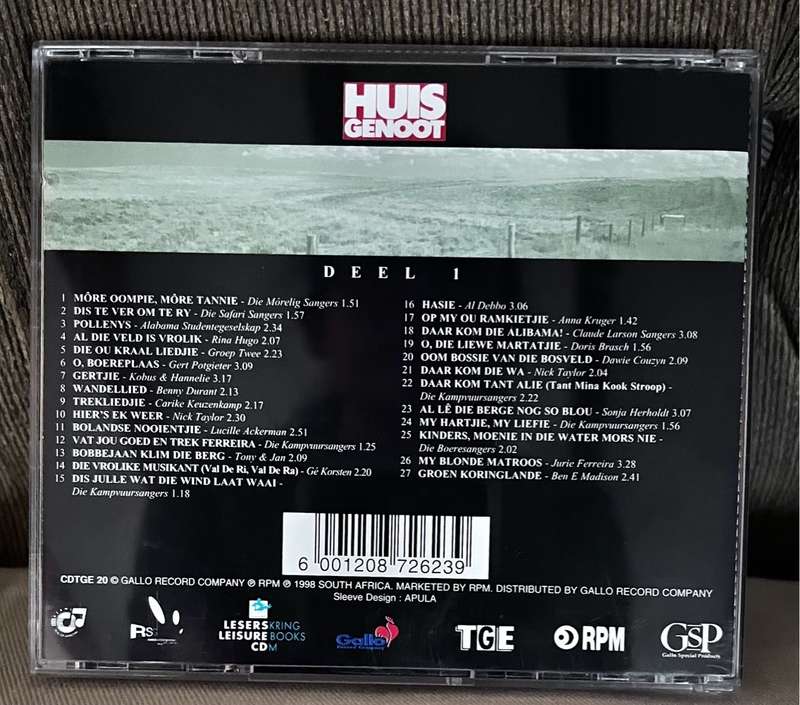 HUIS
GENOOT
DEEL 1
1 MÔRE OOMPIE, MÔRE TANNIE - Die Mórelig Sangers 1.51
2 DIS TE VER OM TE RY - Die Safari Sangers 1.57
3 POLLENYS - Alabama Studentegeselskap 2.34
4 AL DIE VELD IS VROLIK - Rina Hugo 2.07
5 DIE OU KRAAL LIEDJIE - Groep Twee 2.23
6 O, BOEREPLAAS - Gert Potgieter 3.09
7 GERTJIE - Kobus & Hannelie 3.17
8 WANDELLIED - Benny Durant 2.13
9 TREKLIEDJIE - Carike Keuzenkamp 2.17
10 HIER'S EK WEER - Nick Taylor 2.30
11 BOLANDSE NOOIENTJIE - Lucille Ackerman 2.51
12 VAT JOU GOED EN TREK FERREIRA - Die Kampvuursangers 1.25
13 BOBBEJAAN KLIM DIE BERG - Tony & Jan 2.09
14 DIE VROLIKE MUSIKANT (Val De Ri, Val De Ra) - Gé Korsten 2.20
15 DIS JULLE WAT DIE WIND LAAT WAAI -
Die Kampvuursangers 1.18
16 HASIE - Al Debbo 3.06
17 OP MY OU RAMKIETJIE - Anna Kruger 1.42
18 DAAR KOM DIE ALIBAMA! - Claude Larson Sangers 3.08
19 O, DIE LIEWE MARTATJIE - Doris Brasch 1.56
20 OOM BOSSIE VAN DIE BOSVELD - Dawie Couzyn 2.09
21 DAAR KOM DIE WA - Nick Taylor 2.04
22 DAAR KOM TANT ALIE (Tant Mina Kook Stroop) -
Die Kampvuursangers 2.22
23 AL LÊ DIE BERGE NOG SO BLOU - Sonja Herholdt 3.07
24 MY HARTJIE, MY LIEFIE - Die Kampvuursangers 1.56
25 KINDERS, MOENIE IN DIE WATER MORS NIE -
Die Boeresangers 2.02
26 MY BLONDE MATROOS - Jurie Ferreira 3.28
27 GROEN KORINGLANDE - Ben E Madison 2.41
6 001208 726239
CDTGE 20 © GALLO RECORD COMPANY ℗ RPM ℗ 1998 SOUTH AFRICA. MARKETED BY RPM. DISTRIBUTED BY GALLO RECORD COMPANY
Sleeve Design : APULA
LESERSKRING
LEISUREBOOKS
CDM
Gallo
Record Company
TGE
RPM
GSP
Gallo Special Products